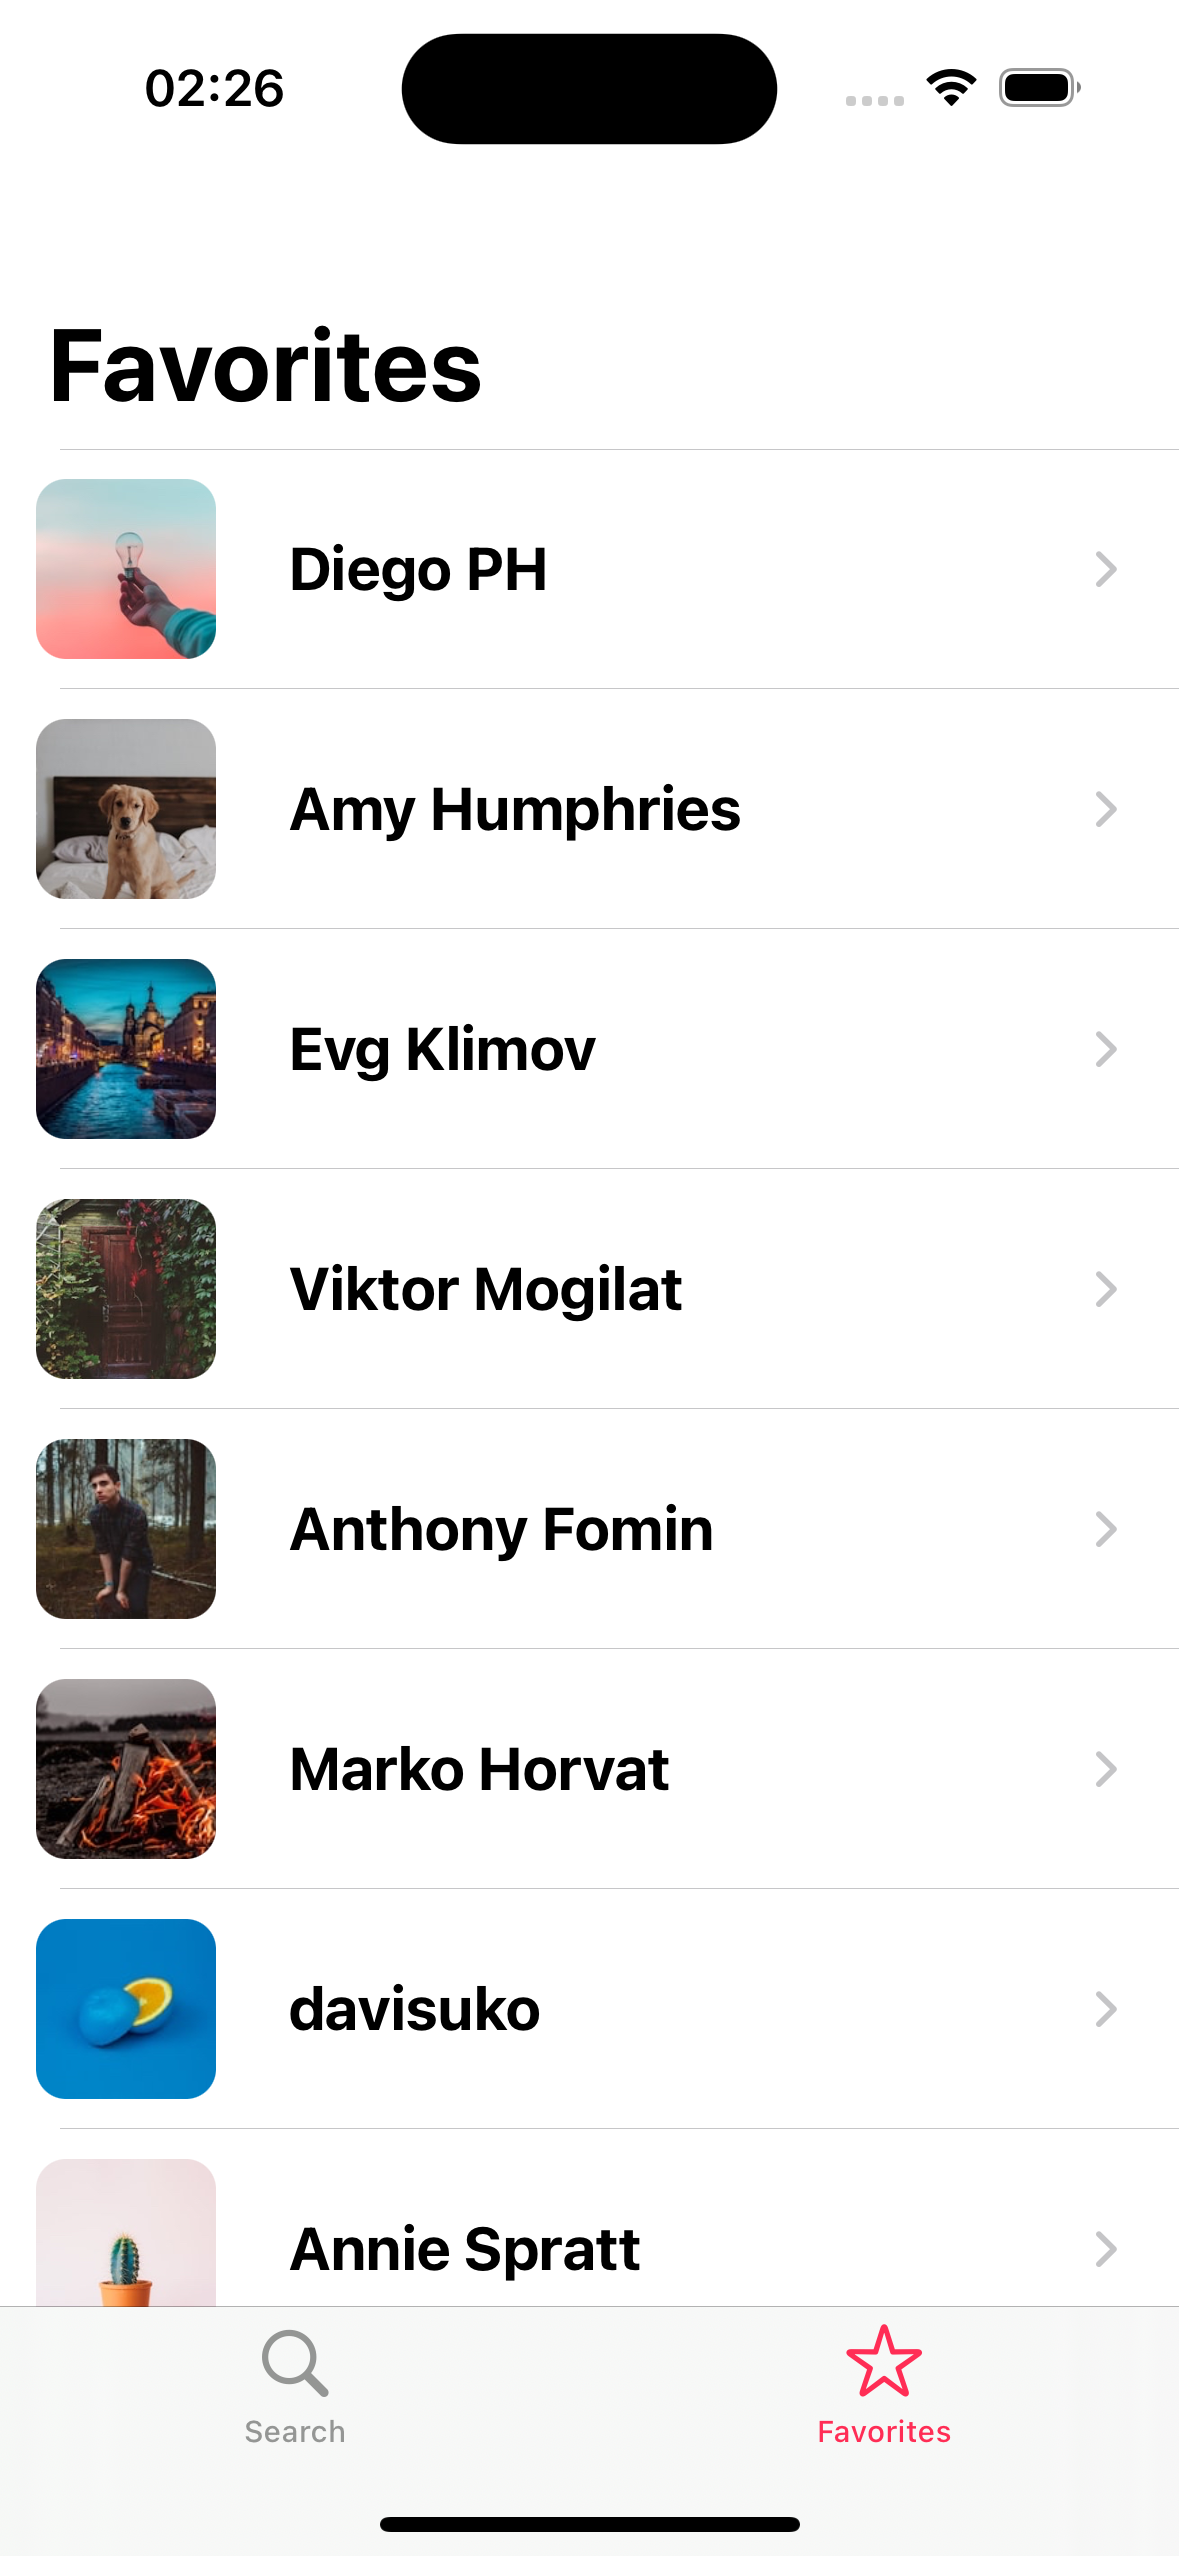 02:26
Favorites
Diego PH
Amy Humphries
Evg Klimov
Viktor Mogilat
Anthony Fomin
Marko Horvat
davisuko
Annie Spratt
Search
Favorites